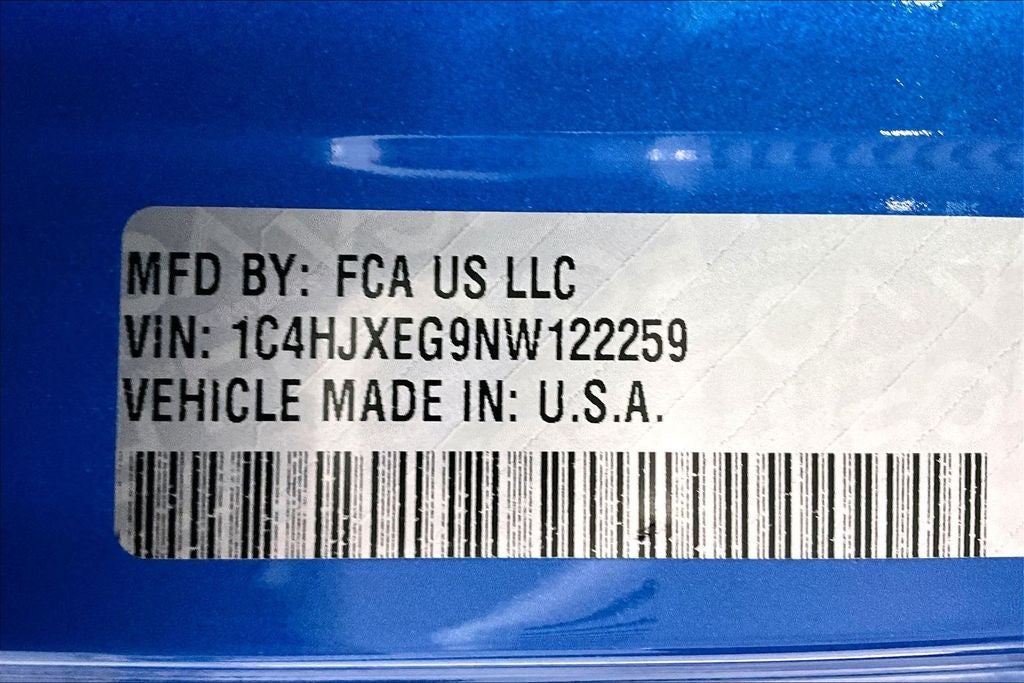 MFD BY: FCA US LLC
VIN: 1C4HJXEG9NW122259
VEHICLE MADE IN: U.S.A.